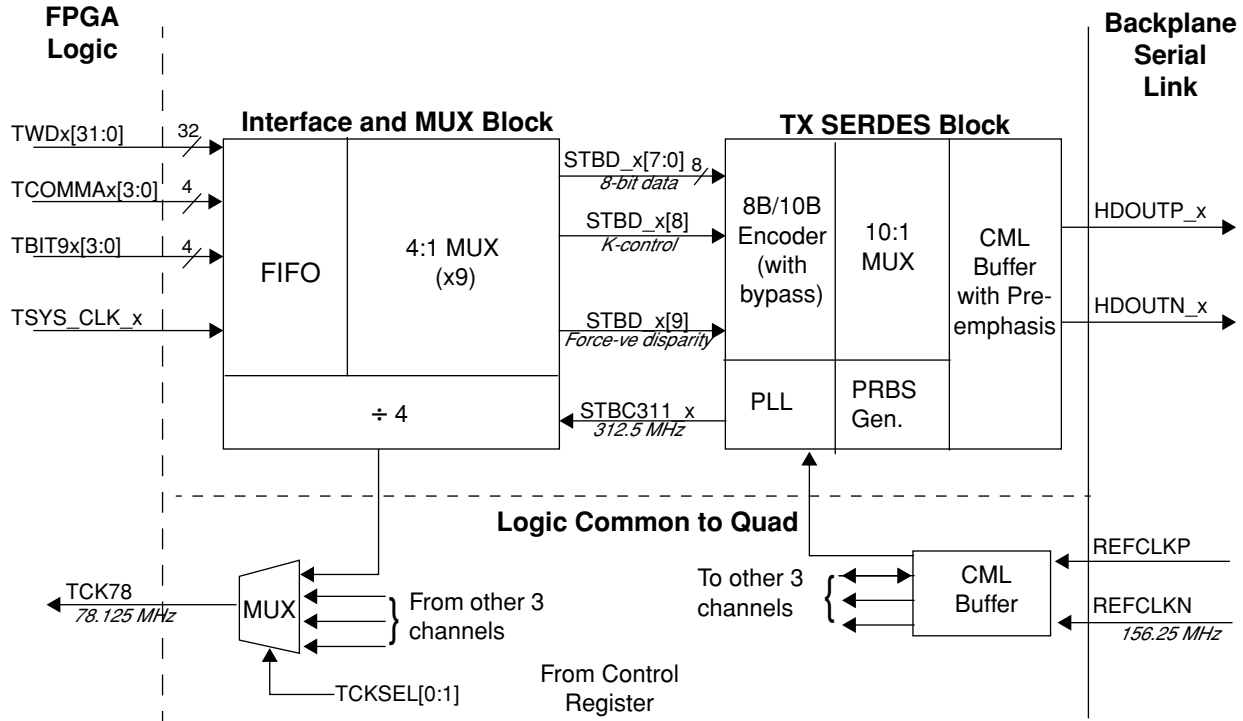 FPGA
Logic
Backplane
Serial
Link
Interface and MUX Block
TX SERDES Block
TWDx[31:0]
32
TCOMMAx[3:0]
4
TBIT9x[3:0]
4
TSYS_CLK_x
FIFO
4:1 MUX
(x9)
÷ 4
STBD_x[7:0]
8
8-bit data
STBD_x[8]
K-control
STBD_x[9]
Force-ve disparity
STBC311_x
312.5 MHz
8B/10B
Encoder
(with
bypass)
10:1
MUX
CML
Buffer
with Pre-
emphasis
PLL
PRBS
Gen.
HDOUTP_x
HDOUTN_x
Logic Common to Quad
TCK78
78.125 MHz
MUX
From other 3
channels
TCKSEL[0:1]
From Control
Register
To other 3
channels
CML
Buffer
REFCLKP
REFCLKN
156.25 MHz